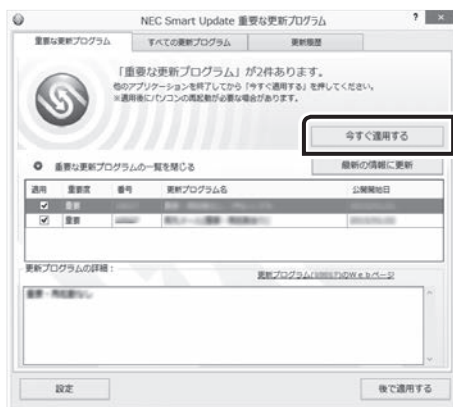 NEC Smart Update 重要な更新プログラム ? ×
重要な更新プログラム すべての更新プログラム 更新履歴
「重要な更新プログラム」が2件あります。
他のアプリケーションを終了してから「今すぐ適用する」を押してください。
※適用後にパソコンの再起動が必要な場合があります。
今すぐ適用する
重要な更新プログラムの一覧を閉じる 最新の情報に更新
適用 重要度 番号 更新プログラム名 公開開始日
重要
重要
更新プログラムの詳細：
更新プログラム( )のWebページ
設定 後で適用する